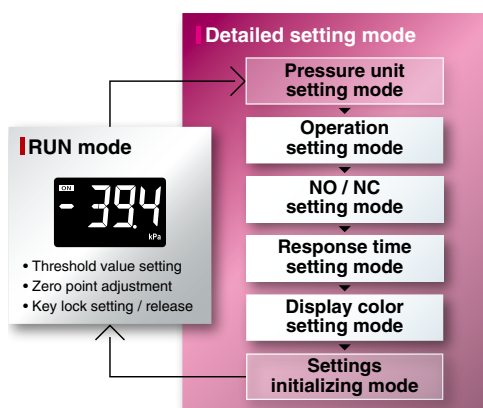 Detailed setting mode
Pressure unit
setting mode
Operation
setting mode
NO / NC
setting mode
Response time
setting mode
Display color
setting mode
Settings
initializing mode
RUN mode
ON
- 39.4
kPa
• Threshold value setting
• Zero point adjustment
• Key lock setting / release